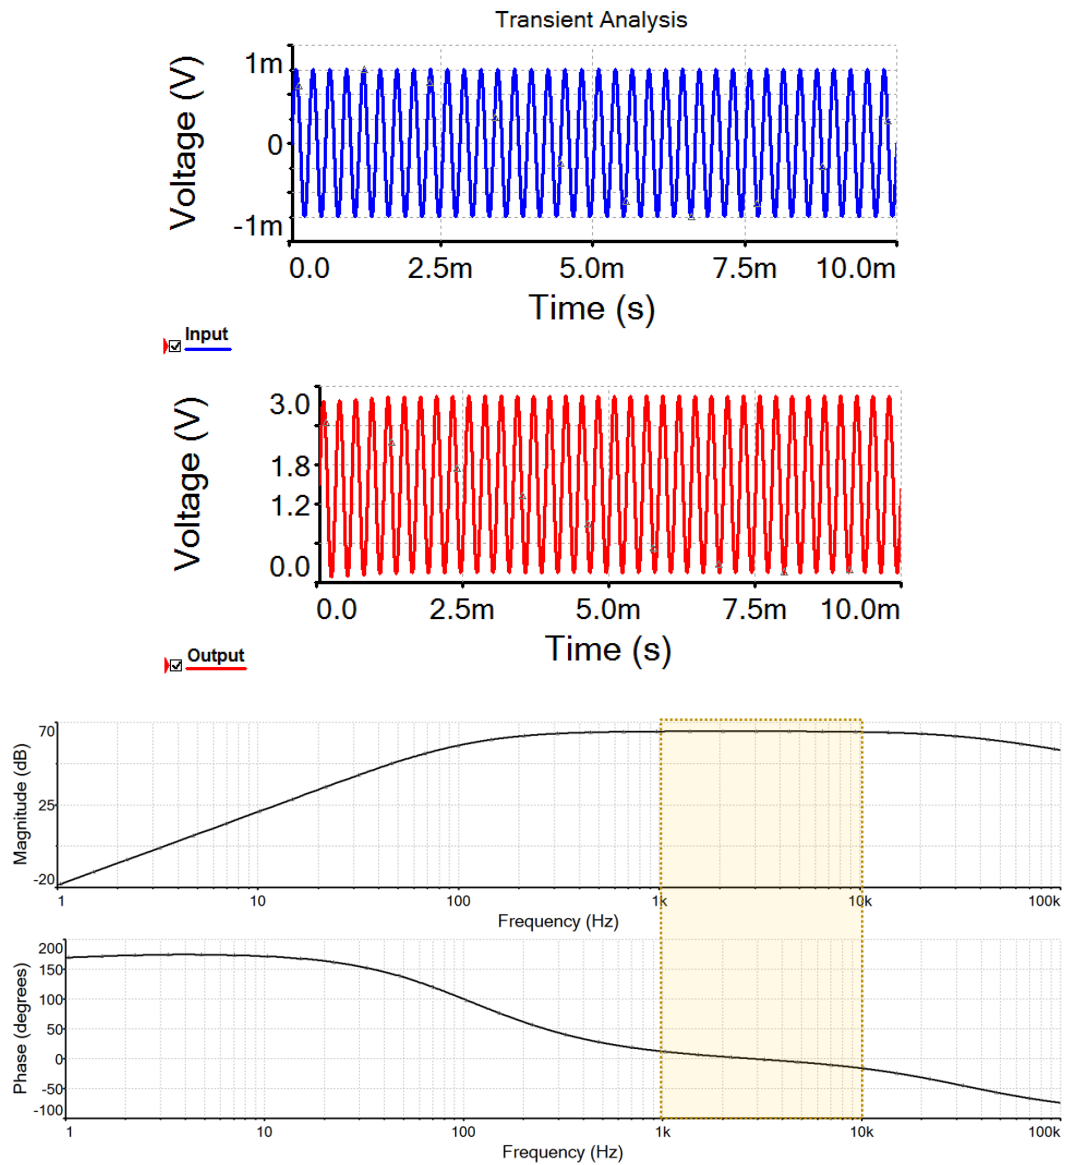 Transient Analysis
Voltage (V)
1m
0
-1m
0.0 2.5m 5.0m 7.5m 10.0m
Time (s)
Input
Voltage (V)
3.0
1.8
1.2
0.0
0.0 2.5m 5.0m 7.5m 10.0m
Time (s)
Output
Magnitude (dB)
70
25
-20
1 10 100 1k 10k 100k
Frequency (Hz)
Phase (degrees)
200
150
100
50
0
-50
-100
1 10 100 1k 10k 100k
Frequency (Hz)